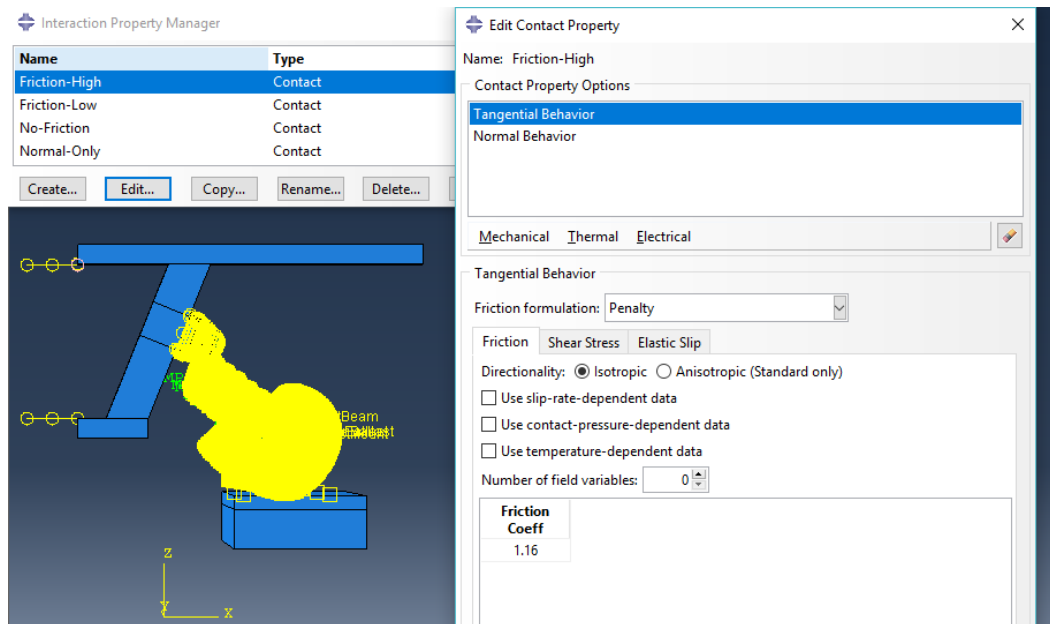 Interaction Property Manager
Name Type
Friction-High Contact
Friction-Low Contact
No-Friction Contact
Normal-Only Contact
Create... Edit... Copy... Rename... Delete...
Beam
Z
Y
X
Edit Contact Property
Name: Friction-High
Contact Property Options
Tangential Behavior
Normal Behavior
Mechanical Thermal Electrical
Tangential Behavior
Friction formulation: Penalty
Friction Shear Stress Elastic Slip
Directionality: Isotropic Anisotropic (Standard only)
Use slip-rate-dependent data
Use contact-pressure-dependent data
Use temperature-dependent data
Number of field variables: 0
Friction
Coeff
1.16